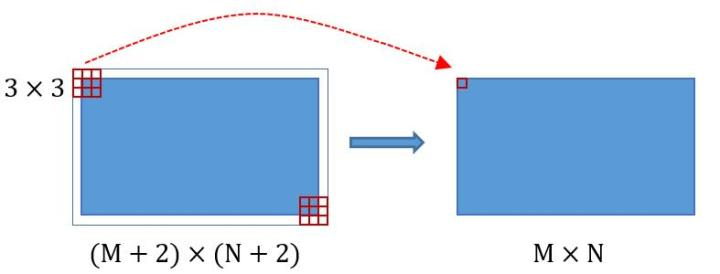 3 × 3
(M + 2) × (N + 2)
M × N